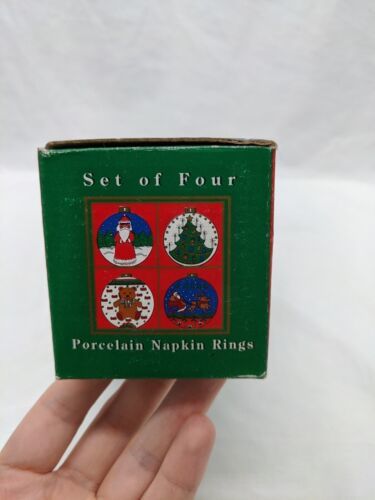 Set of Four
Porcelain Napkin Rings